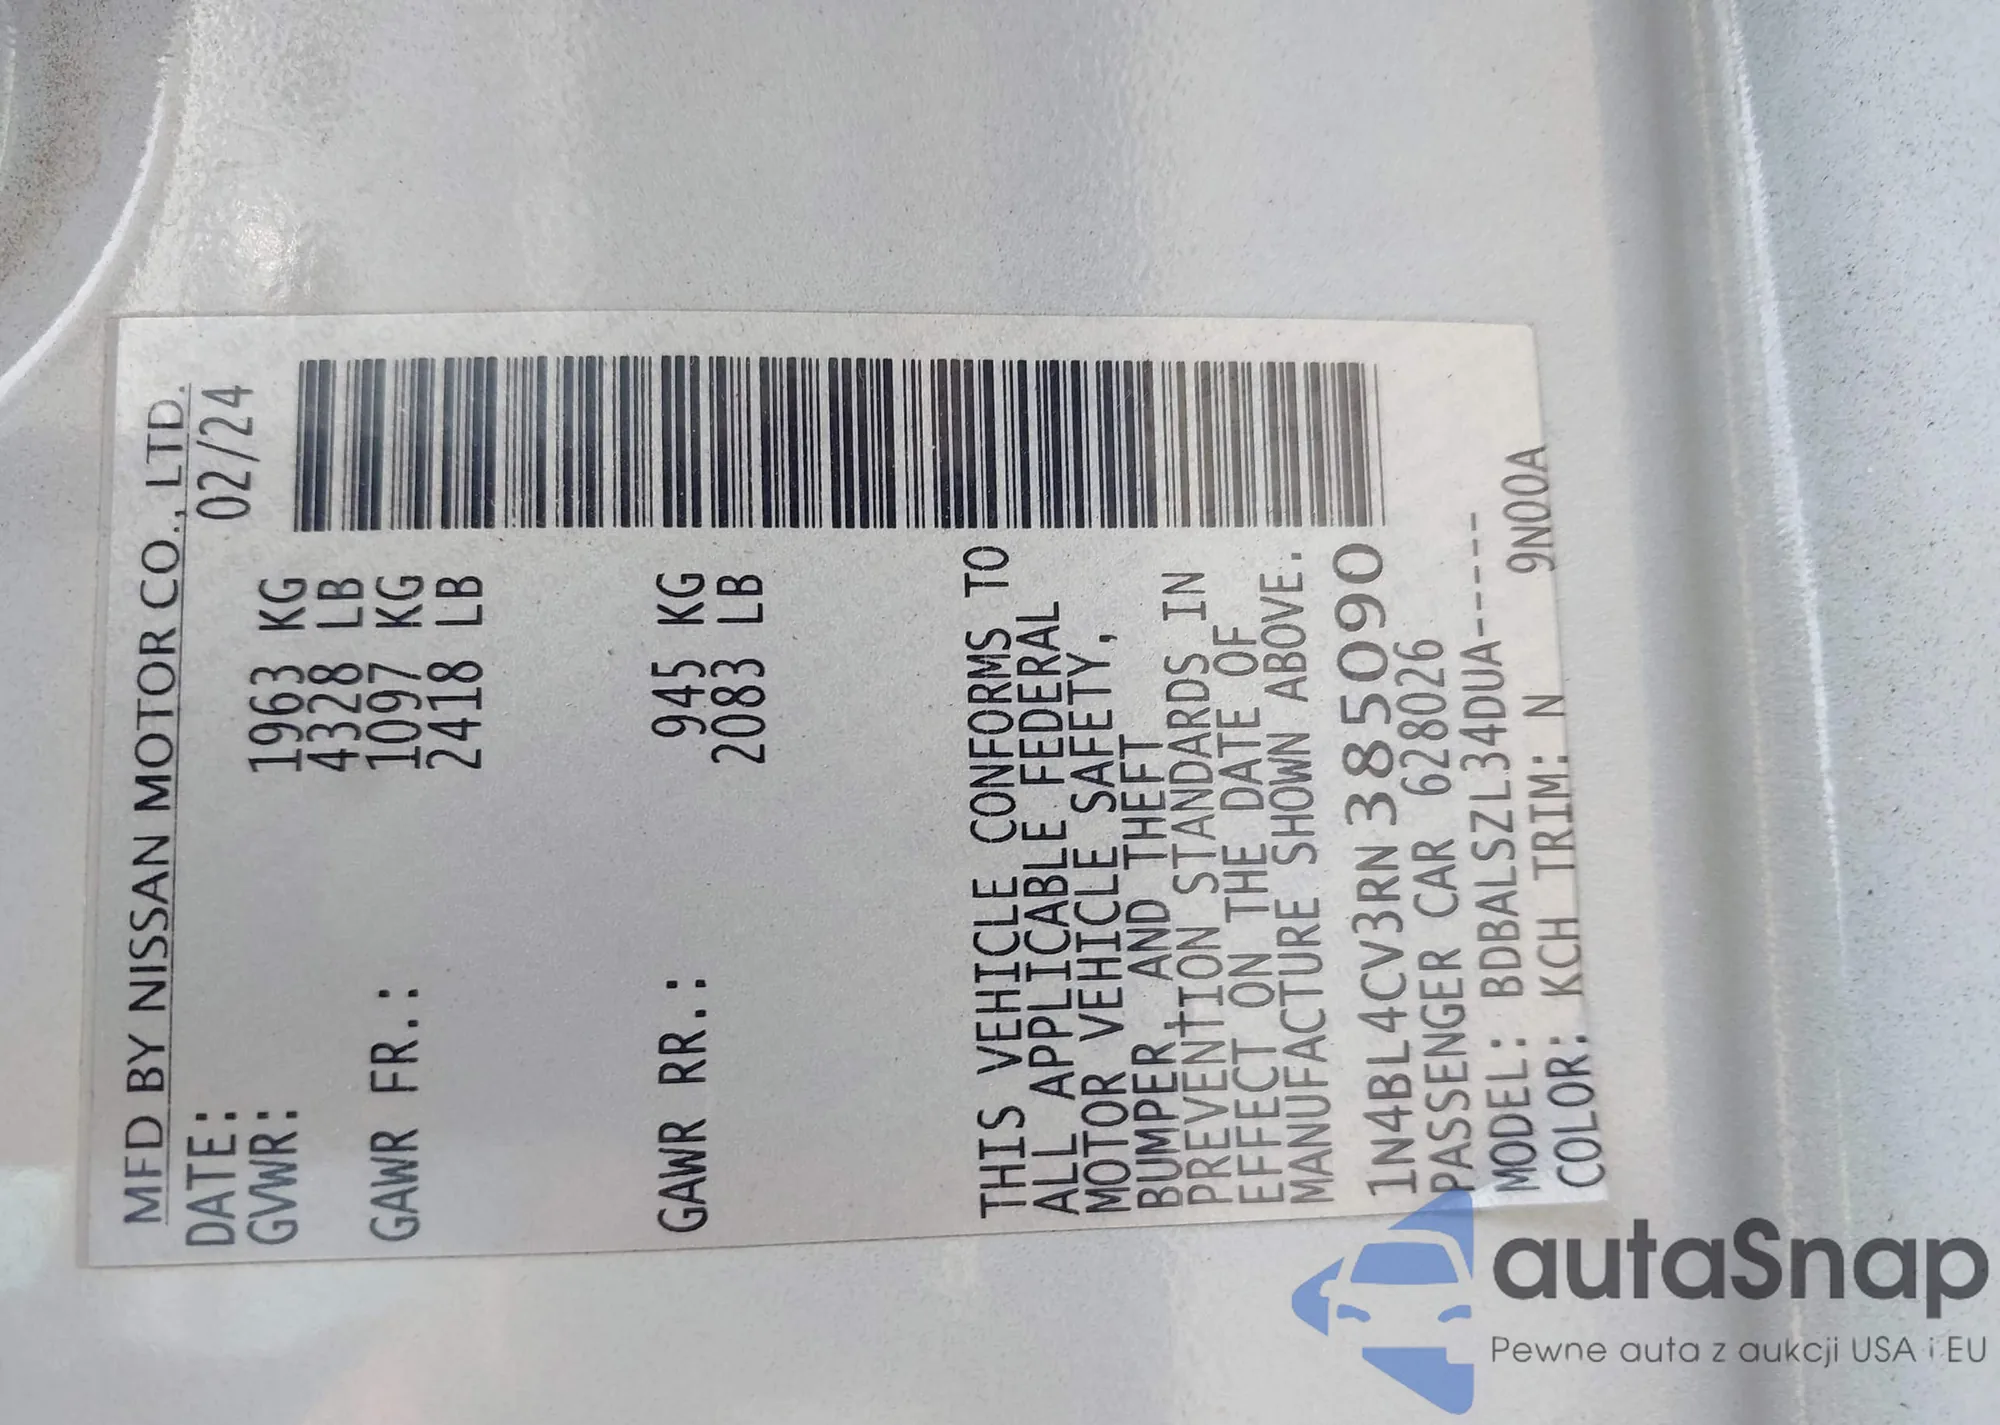 MFD BY NISSAN MOTOR CO., LTD.
DATE: 02/24
GVWR: 1963 KG
4328 LB
GAWR FR.: 1097 KG
2418 LB
GAWR RR.: 945 KG
2083 LB
THIS VEHICLE CONFORMS TO
ALL APPLICABLE FEDERAL
MOTOR VEHICLE SAFETY,
BUMPER AND THEFT
PREVENTION STANDARDS IN
EFFECT ON THE DATE OF
MANUFACTURE SHOWN ABOVE.
1N4BL4CV3RN385090
PASSENGER CAR 628026
MODEL: BDBALSZL34DUA-----
COLOR: KCH TRIM: N 9N00A
autaSnap
Pewne auta z aukcji USA i EU